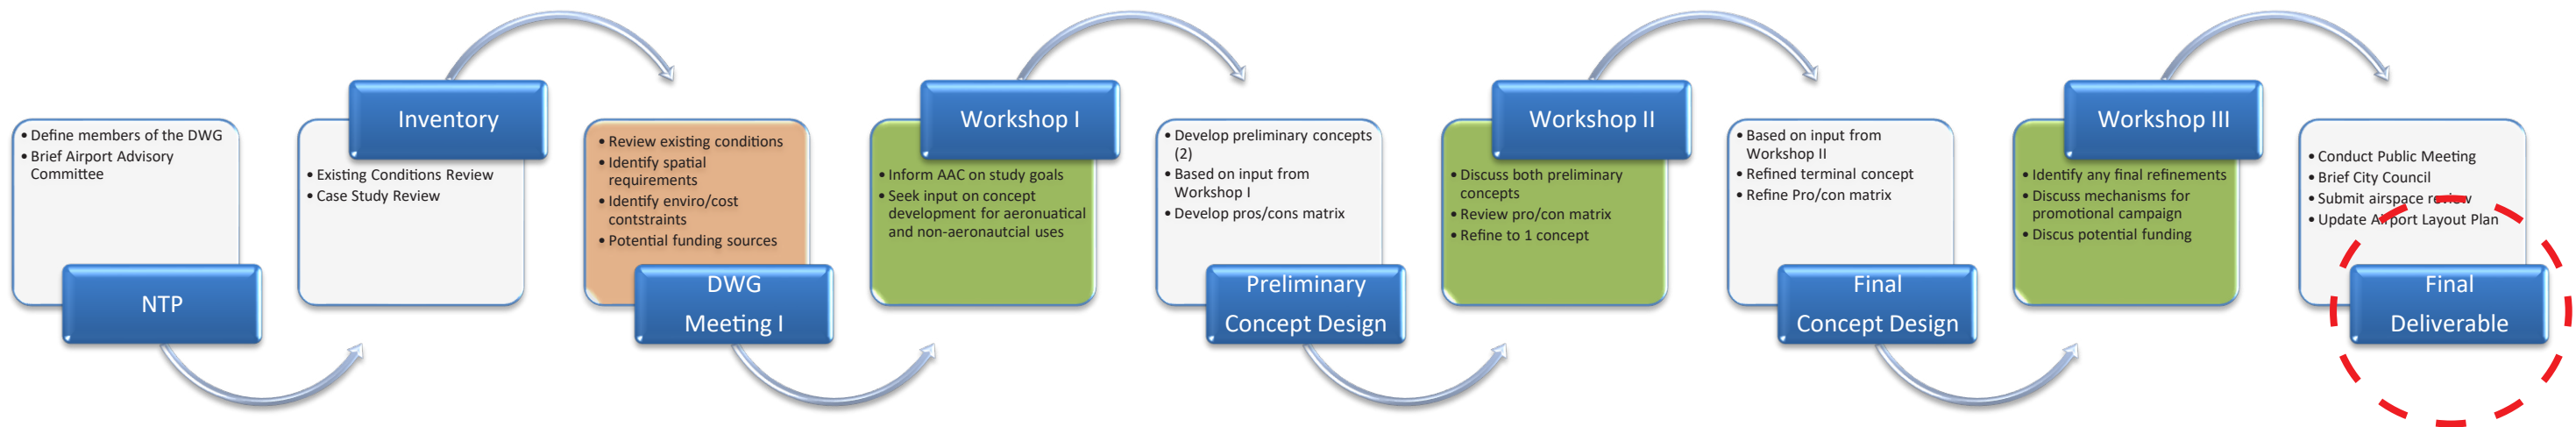 • Define members of the DWG
• Brief Airport Advisory
Committee
NTP
Inventory
• Existing Conditions Review
• Case Study Review
• Review existing conditions
• Identify spatial
requirements
• Identify enviro/cost
contstraints
• Potential funding sources
DWG
Meeting I
Workshop I
• Inform AAC on study goals
• Seek input on concept
development for aeronuatical
and non-aeronautcial uses
• Develop preliminary concepts
(2)
• Based on input from
Workshop I
• Develop pros/cons matrix
Preliminary
Concept Design
Workshop II
• Discuss both preliminary
concepts
• Review pro/con matrix
• Refine to 1 concept
• Based on input from
Workshop II
• Refined terminal concept
• Refine Pro/con matrix
Final
Concept Design
Workshop III
• Identify any final refinements
• Discuss mechanisms for
promotional campaign
• Discus potential funding
• Conduct Public Meeting
• Brief City Council
• Submit airspace review
• Update Airport Layout Plan
Final
Deliverable